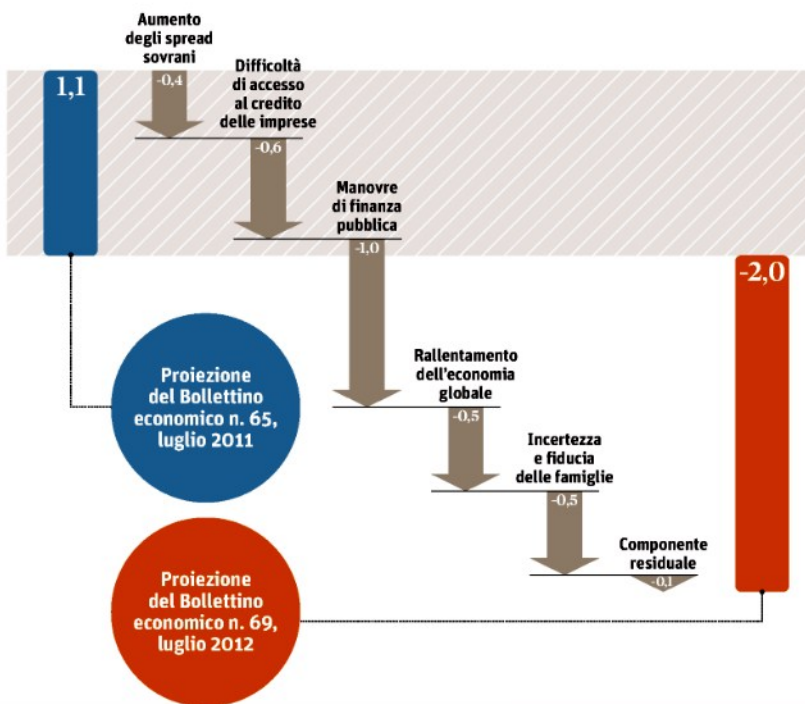 Aumento
degli spread
sovrani
1,1
-0,4
Difficoltà
di accesso
al credito
delle imprese
-0,6
Manovre
di finanza
pubblica
-1,0
-2,0
Rallentamento
dell'economia
globale
-0,5
Incertezza
e fiducia
delle famiglie
-0,5
Componente
residuale
-0,1
Proiezione
del Bollettino
economico n. 65,
luglio 2011
Proiezione
del Bollettino
economico n. 69,
luglio 2012